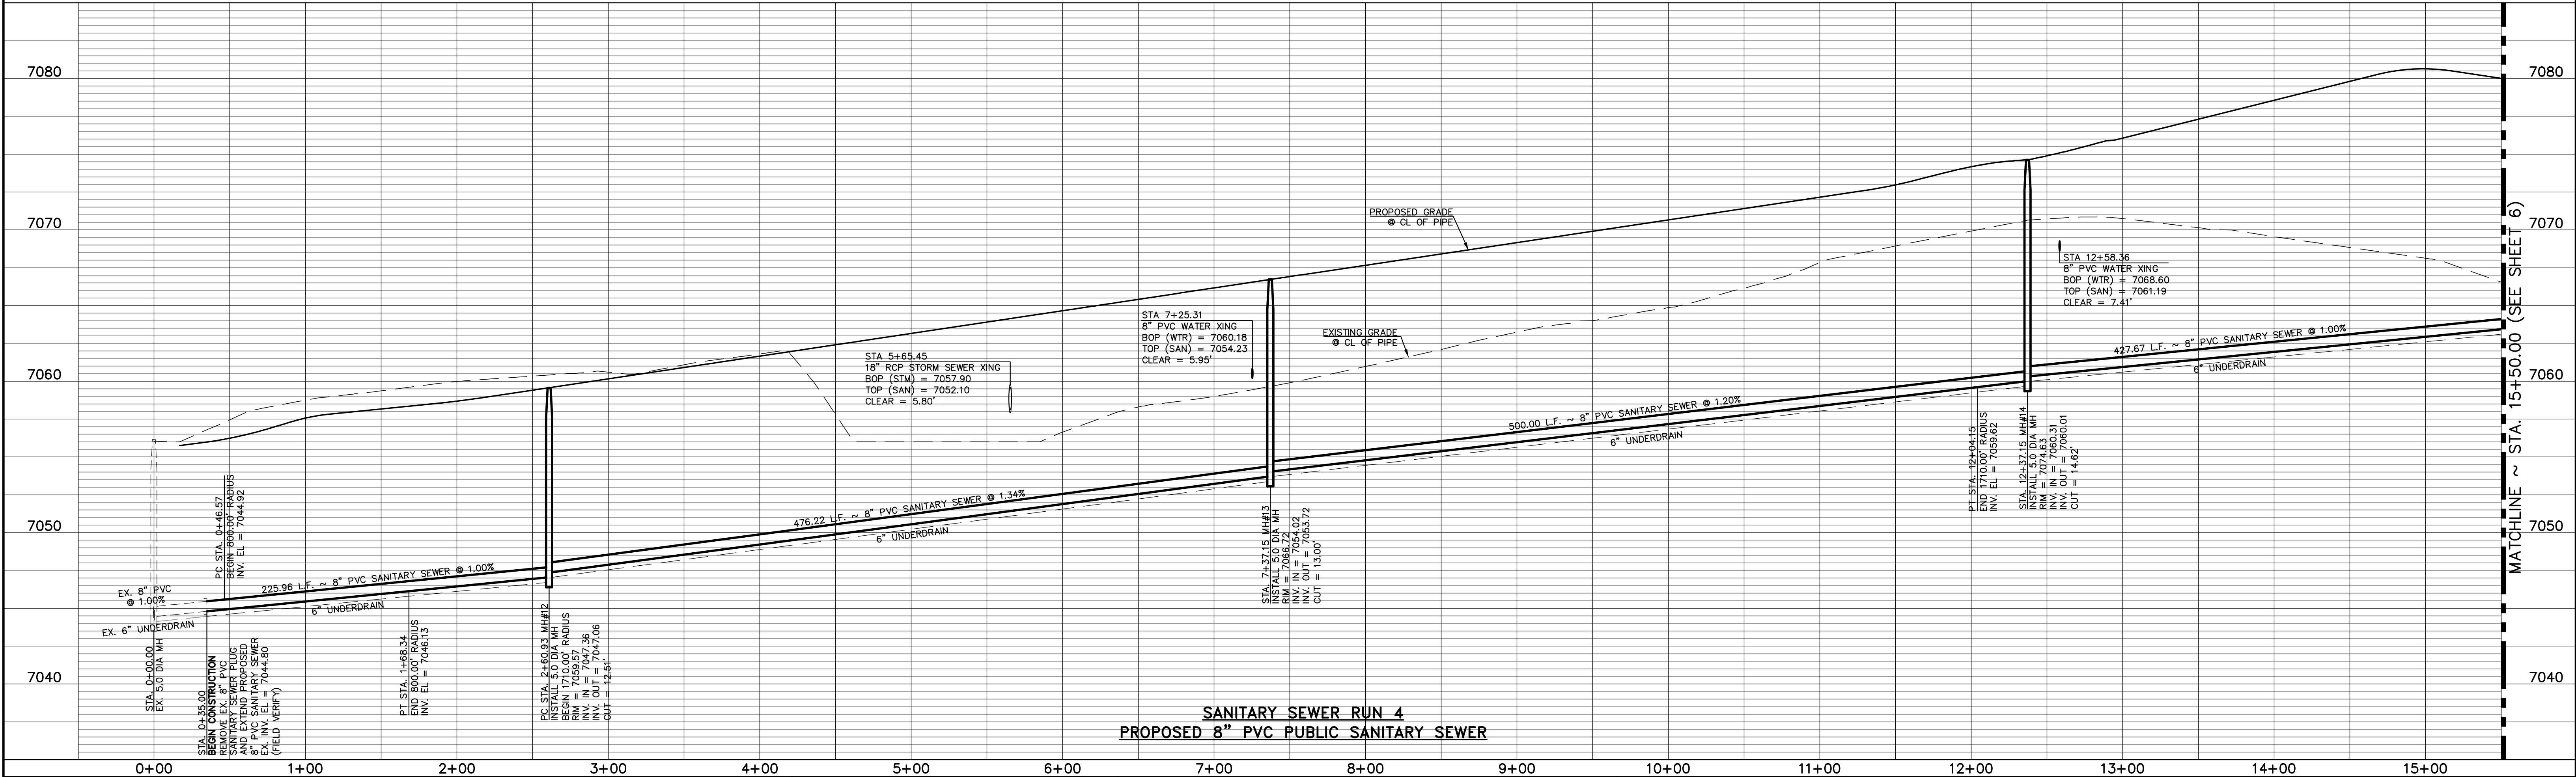 7080
7070
7060
7050
7040
7080
7070
7060
7050
7040
STA. 0+00.00
EX. 5.0 DIA MH
EX. 8" PVC
@ 1.00%
EX. 6" UNDERDRAIN
STA. 0+35.00
BEGIN CONSTRUCTION
REMOVE EX. 8" PVC
SANITARY SEWER PLUG
AND EXTEND PROPOSED
8" PVC SANITARY SEWER
EX. INV. EL = 7044.80
(FIELD VERIFY)
PC STA. 0+46.57
BEGIN 800.00' RADIUS
INV. EL = 7044.92
225.96 L.F. ~ 8" PVC SANITARY SEWER @ 1.00%
6" UNDERDRAIN
PT STA. 1+68.34
END 800.00' RADIUS
INV. EL = 7046.13
PC STA. 2+60.93 MH#12
INSTALL 5.0 DIA MH
BEGIN 1710.00' RADIUS
RIM = 7059.57
INV. IN = 7047.36
INV. OUT = 7047.06
CUT = 12.51'
476.22 L.F. ~ 8" PVC SANITARY SEWER @ 1.34%
6" UNDERDRAIN
STA 5+65.45
18" RCP STORM SEWER XING
BOP (STM) = 7057.90
TOP (SAN) = 7052.10
CLEAR = 5.80'
STA 7+25.31
8" PVC WATER XING
BOP (WTR) = 7060.18
TOP (SAN) = 7054.23
CLEAR = 5.95'
STA. 7+37.15 MH#13
INSTALL 5.0 DIA MH
RIM = 7066.72
INV. IN = 7054.02
INV. OUT = 7053.72
CUT = 13.00'
PROPOSED GRADE
@ CL OF PIPE
EXISTING GRADE
@ CL OF PIPE
500.00 L.F. ~ 8" PVC SANITARY SEWER @ 1.20%
6" UNDERDRAIN
PT STA. 12+04.15
END 1710.00' RADIUS
INV. EL = 7059.62
STA. 12+37.15 MH#14
INSTALL 5.0 DIA MH
RIM = 7074.63
INV. IN = 7060.31
INV. OUT = 7060.01
CUT = 14.62'
STA 12+58.36
8" PVC WATER XING
BOP (WTR) = 7068.60
TOP (SAN) = 7061.19
CLEAR = 7.41'
427.67 L.F. ~ 8" PVC SANITARY SEWER @ 1.00%
6" UNDERDRAIN
MATCHLINE ~ STA. 15+50.00 (SEE SHEET 6)
SANITARY SEWER RUN 4
PROPOSED 8" PVC PUBLIC SANITARY SEWER
0+00 1+00 2+00 3+00 4+00 5+00 6+00 7+00 8+00 9+00 10+00 11+00 12+00 13+00 14+00 15+00